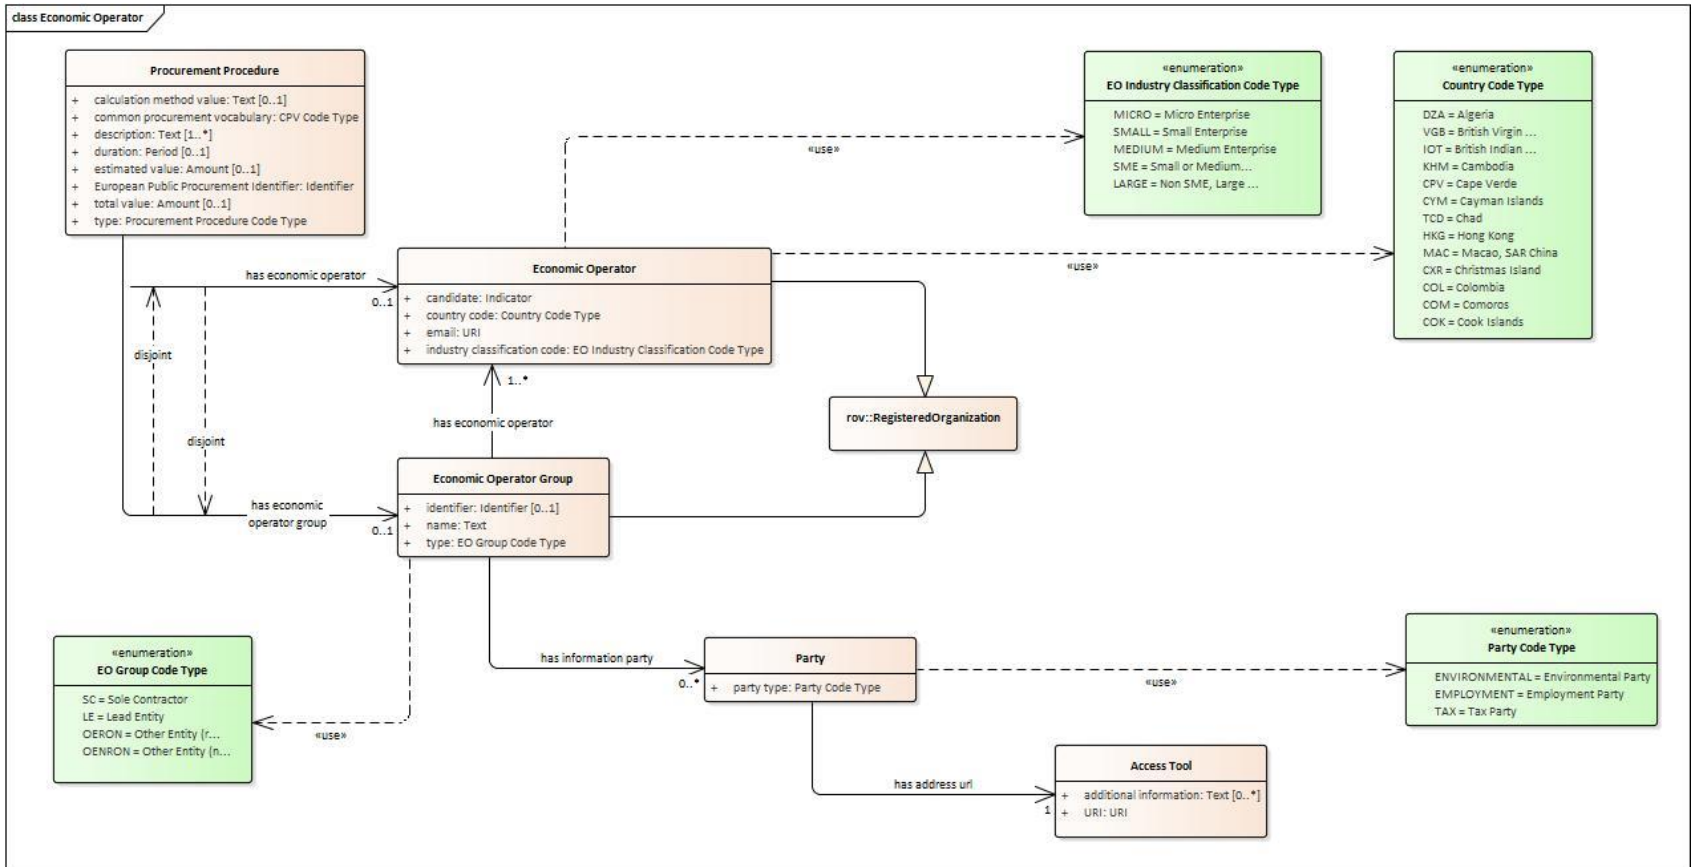 class Economic Operator
Procurement Procedure
+ calculation method value: Text [0..1]
+ common procurement vocabulary: CPV Code Type
+ description: Text [1..*]
+ duration: Period [0..1]
+ estimated value: Amount [0..1]
+ European Public Procurement Identifier: Identifier
+ total value: Amount [0..1]
+ type: Procurement Procedure Code Type
«enumeration»
EO Industry Classification Code Type
MICRO = Micro Enterprise
SMALL = Small Enterprise
MEDIUM = Medium Enterprise
SME = Small or Medium...
LARGE = Non SME, Large ...
«enumeration»
Country Code Type
DZA = Algeria
VGB = British Virgin ...
IOT = British Indian ...
KHM = Cambodia
CPV = Cape Verde
CYM = Cayman Islands
TCD = Chad
HKG = Hong Kong
MAC = Macao, SAR China
CXR = Christmas Island
COL = Colombia
COM = Comoros
COK = Cook Islands
«use»
«use»
has economic operator
0..1
Economic Operator
+ candidate: Indicator
+ country code: Country Code Type
+ email: URI
+ industry classification code: EO Industry Classification Code Type
disjoint
disjoint
1..*
has economic operator
rov::RegisteredOrganization
has economic
operator group
0..1
Economic Operator Group
+ identifier: Identifier [0..1]
+ name: Text
+ type: EO Group Code Type
«enumeration»
EO Group Code Type
SC = Sole Contractor
LE = Lead Entity
OERON = Other Entity (r...
OENRON = Other Entity (n...
«use»
has information party
0..*
Party
+ party type: Party Code Type
«use»
«enumeration»
Party Code Type
ENVIRONMENTAL = Environmental Party
EMPLOYMENT = Employment Party
TAX = Tax Party
has address url
1
Access Tool
+ additional information: Text [0..*]
+ URI: URI